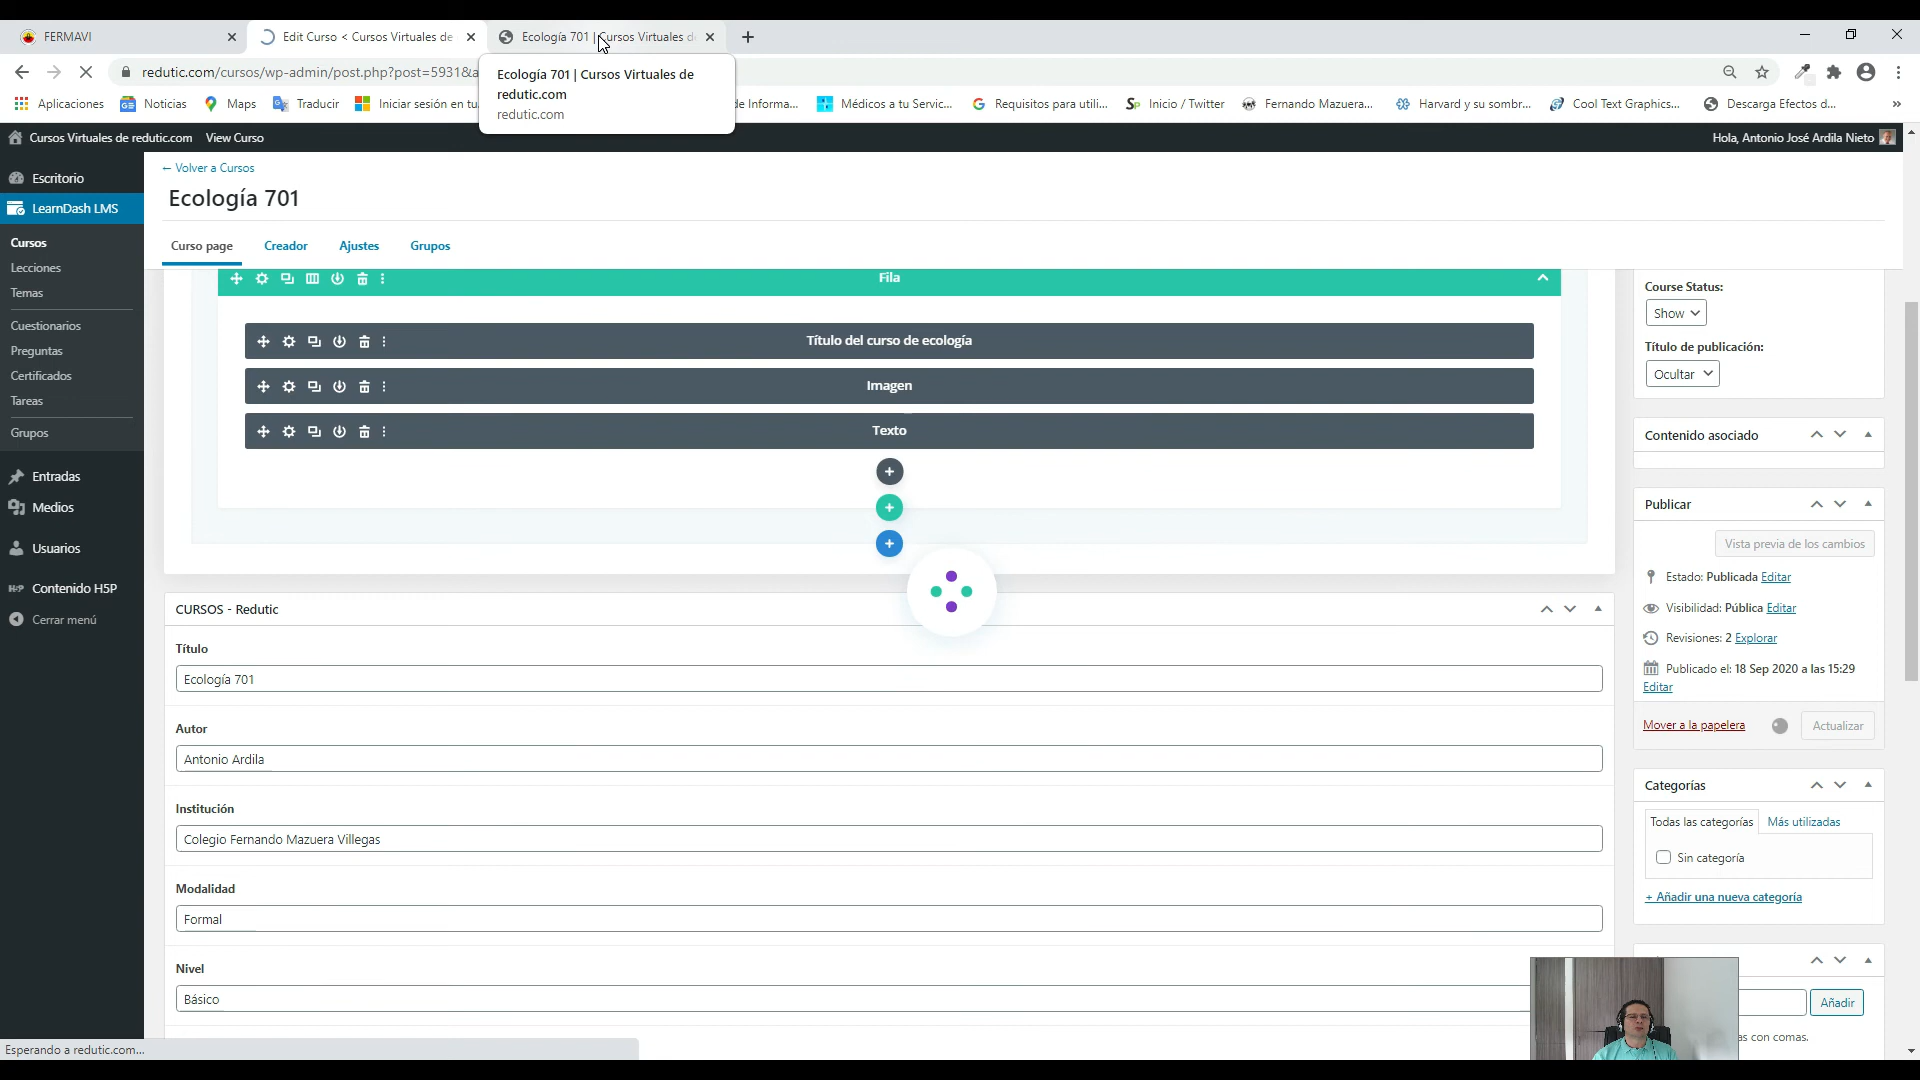 FERMAVI
Edit Curso < Cursos Virtuales de
Ecología 701 | Cursos Virtuales de
redutic.com/cursos/wp-admin/post.php?post=5931&a
Ecología 701 | Cursos Virtuales de
redutic.com
redutic.com
Aplicaciones
Noticias
Maps
Traducir
Iniciar sesión en tu
de Informa...
Médicos a tu Servic...
Requisitos para utili...
Inicio / Twitter
Fernando Mazuera...
Harvard y su sombr...
Cool Text Graphics...
Descarga Efectos d...
»
Cursos Virtuales de redutic.com
View Curso
Hola, Antonio José Ardila Nieto
Escritorio
LearnDash LMS
Cursos
Lecciones
Temas
Cuestionarios
Preguntas
Certificados
Tareas
Grupos
Entradas
Medios
Usuarios
H5P Contenido H5P
Cerrar menú
← Volver a Cursos
Ecología 701
Curso page
Creador
Ajustes
Grupos
Fila
Título del curso de ecología
Imagen
Texto
CURSOS - Redutic
Título
Ecología 701
Autor
Antonio Ardila
Institución
Colegio Fernando Mazuera Villegas
Modalidad
Formal
Nivel
Básico
Course Status:
Show
Título de publicación:
Ocultar
Contenido asociado
Publicar
Vista previa de los cambios
Estado: Publicada Editar
Visibilidad: Pública Editar
Revisiones: 2 Explorar
Publicado el: 18 Sep 2020 a las 15:29
Editar
Mover a la papelera
Actualizar
Categorías
Todas las categorías
Más utilizadas
Sin categoría
+ Añadir una nueva categoría
Añadir
as con comas.
Esperando a redutic.com...